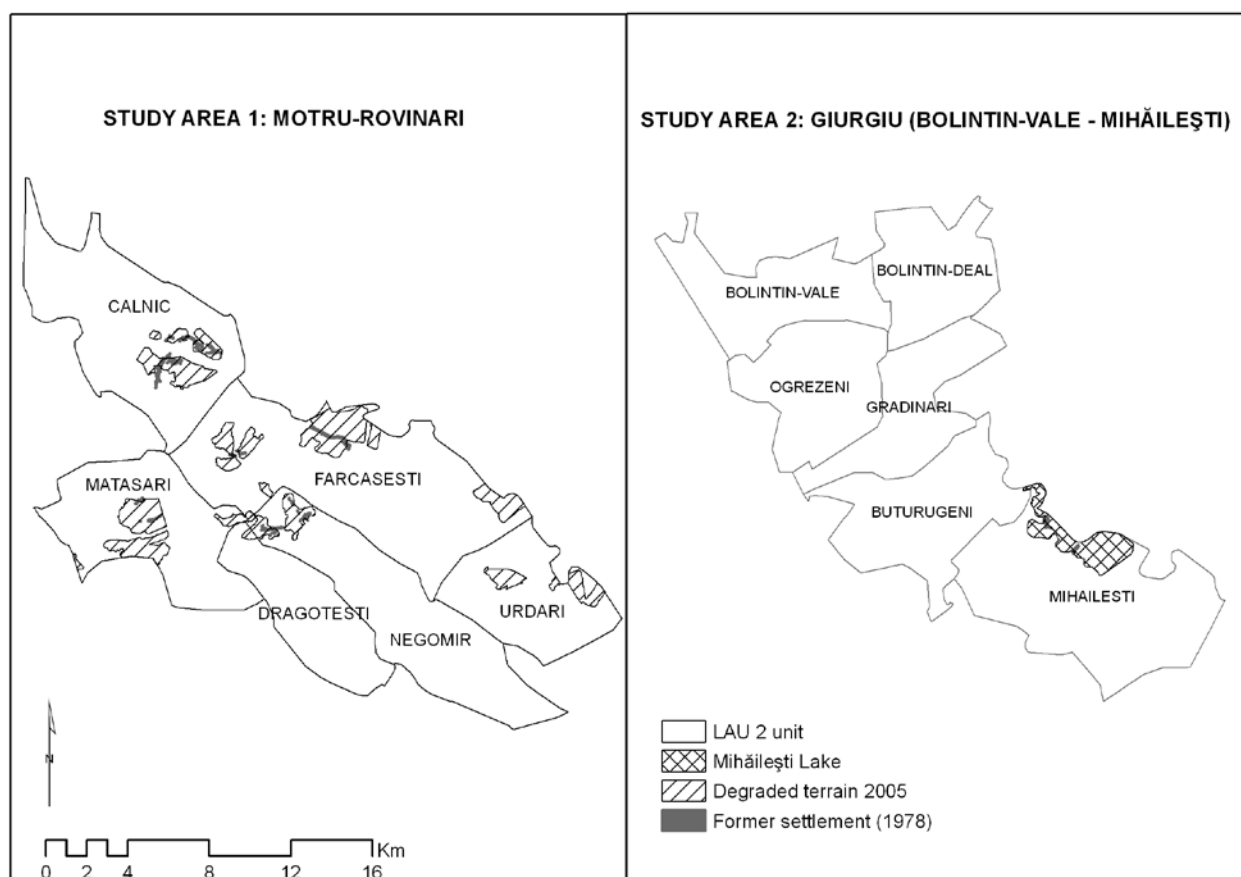 STUDY AREA 1: MOTRU-ROVINARI
CALNIC
MATASARI
FARCASESTI
DRAGOTESTI
NEGOMIR
URDARI
N
Km
0 2 4 8 12 16
STUDY AREA 2: GIURGIU (BOLINTIN-VALE - MIHĂILEŞTI)
BOLINTIN-DEAL
BOLINTIN-VALE
OGREZENI
GRADINARI
BUTURUGENI
MIHAILESTI
LAU 2 unit
Mihăileşti Lake
Degraded terrain 2005
Former settlement (1978)